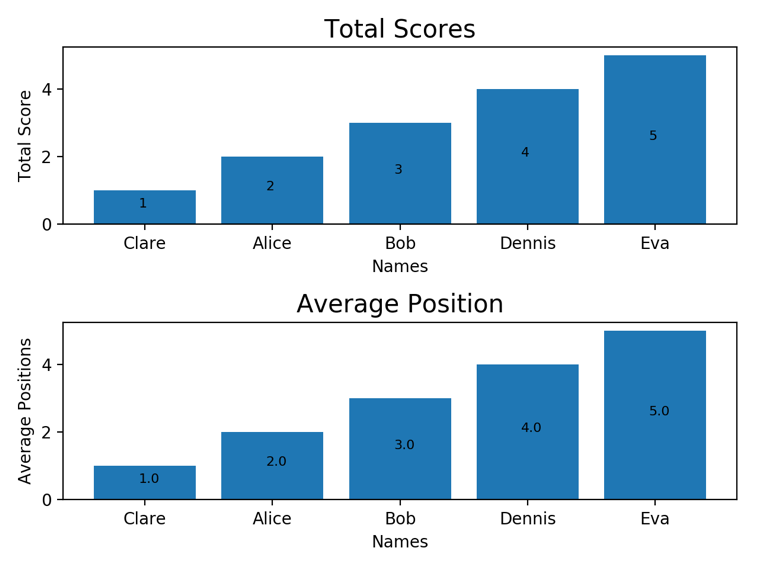 Total Scores
Total Score
4
2
0
1
2
3
4
5
Clare Alice Bob Dennis Eva
Names
Average Position
Average Positions
4
2
0
1.0
2.0
3.0
4.0
5.0
Clare Alice Bob Dennis Eva
Names